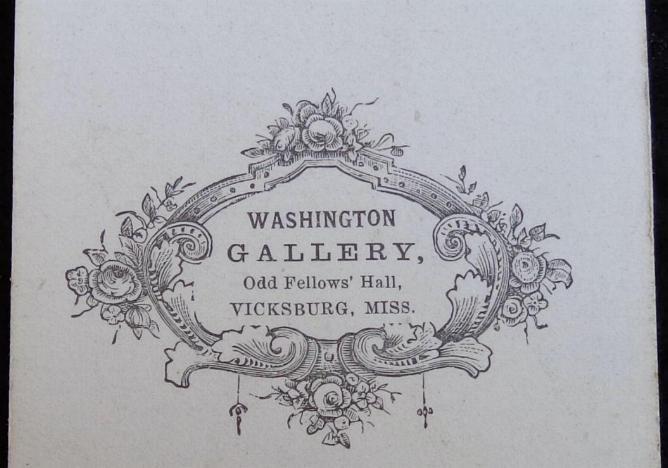 WASHINGTON
GALLERY,
Odd Fellows' Hall,
VICKSBURG, MISS.